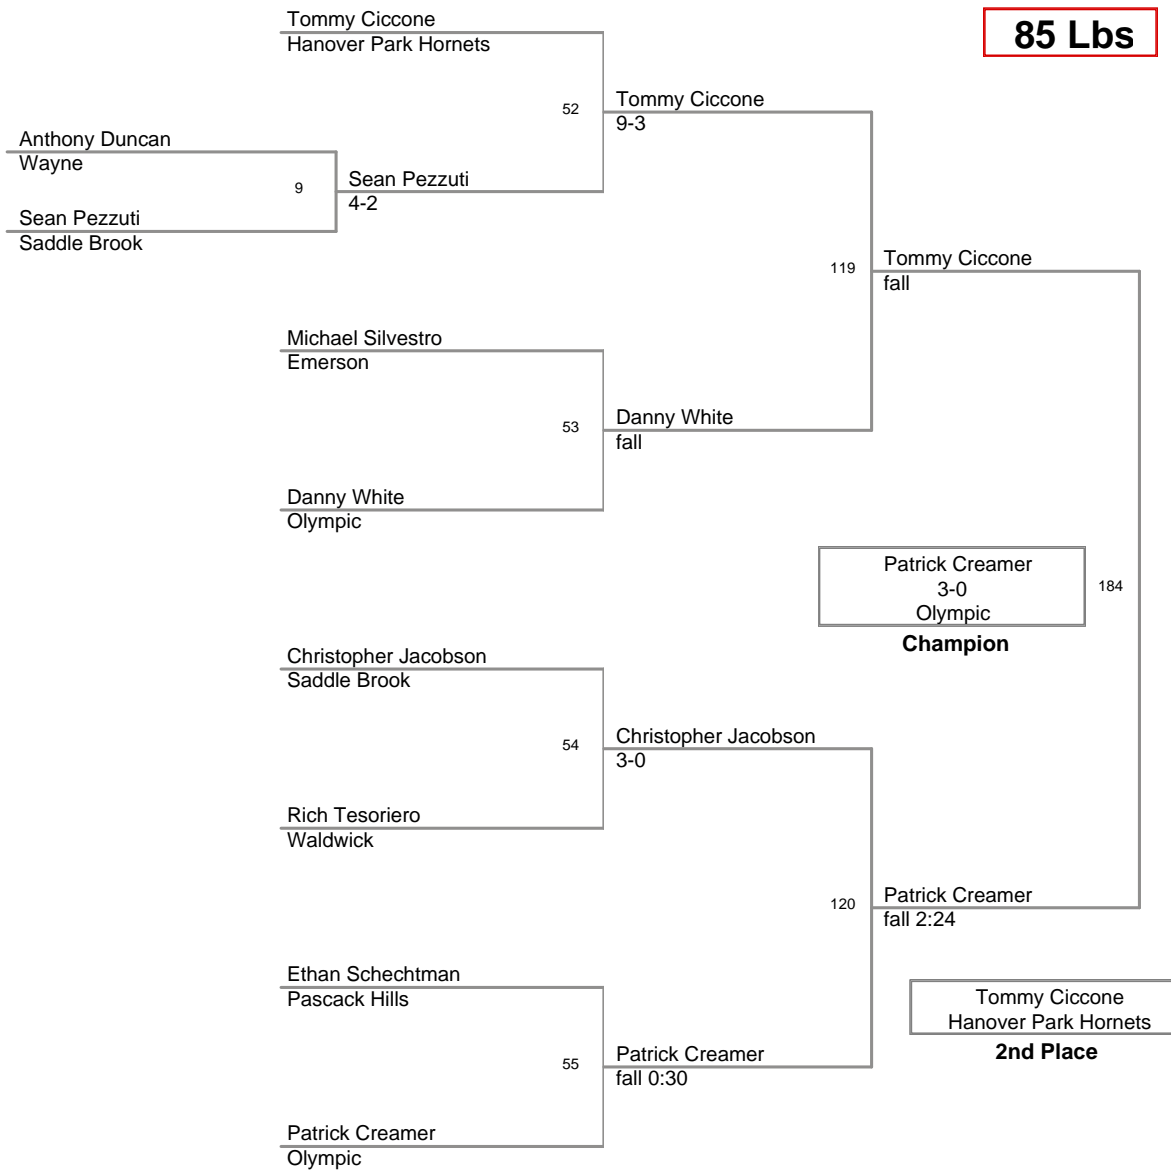 85 Lbs
Tommy Ciccone
Hanover Park Hornets
52
Tommy Ciccone
9-3
Anthony Duncan
Wayne
9
Sean Pezzuti
4-2
Sean Pezzuti
Saddle Brook
119
Tommy Ciccone
fall
Michael Silvestro
Emerson
53
Danny White
fall
Danny White
Olympic
Patrick Creamer
3-0
Olympic
184
Champion
Christopher Jacobson
Saddle Brook
54
Christopher Jacobson
3-0
Rich Tesoriero
Waldwick
120
Patrick Creamer
fall 2:24
Ethan Schechtman
Pascack Hills
Tommy Ciccone
Hanover Park Hornets
2nd Place
55
Patrick Creamer
fall 0:30
Patrick Creamer
Olympic